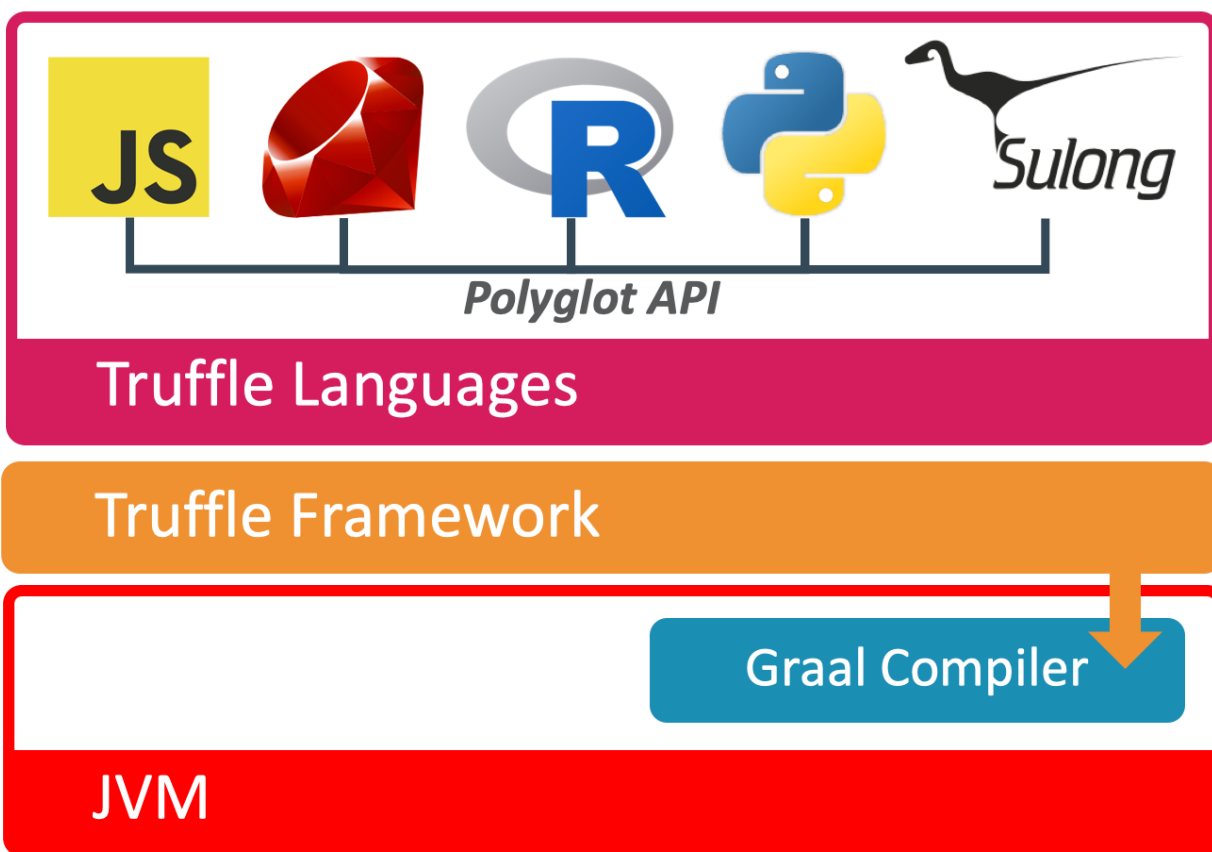 JS
R
Sulong
Polyglot API
Truffle Languages
Truffle Framework
Graal Compiler
JVM